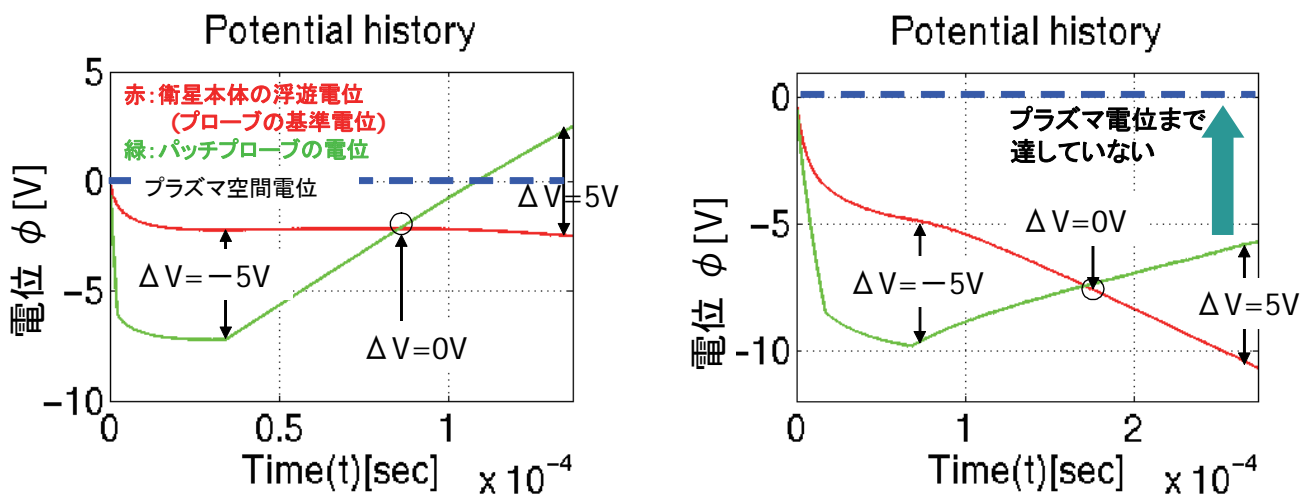 Potential history
5
0
-5
-10
電位 φ [V]
赤：衛星本体の浮遊電位
(プローブの基準電位)
緑：パッチプローブの電位
プラズマ空間電位
ΔV=－5V
ΔV=0V
ΔV=5V
0
0.5
1
Time(t)[sec]
x 10⁻⁴
Potential history
0
-5
-10
電位 φ [V]
プラズマ電位まで
達していない
ΔV=0V
ΔV=－5V
ΔV=5V
0
1
2
Time(t)[sec]
x 10⁻⁴